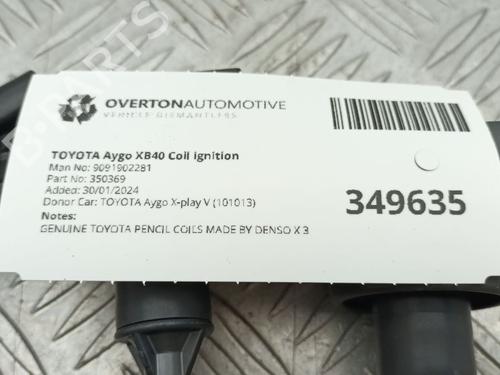 OVERTONAUTOMOTIVE
VEHICLE DISMANTLERS
TOYOTA Aygo XB40 Coil ignition
Man No: 9091902281
Part No: 350369
Added: 30/01/2024
Donor Car: TOYOTA Aygo X-play V (101013)
Notes:
GENUINE TOYOTA PENCIL COILS MADE BY DENSO X 3
349635
B-PARTS